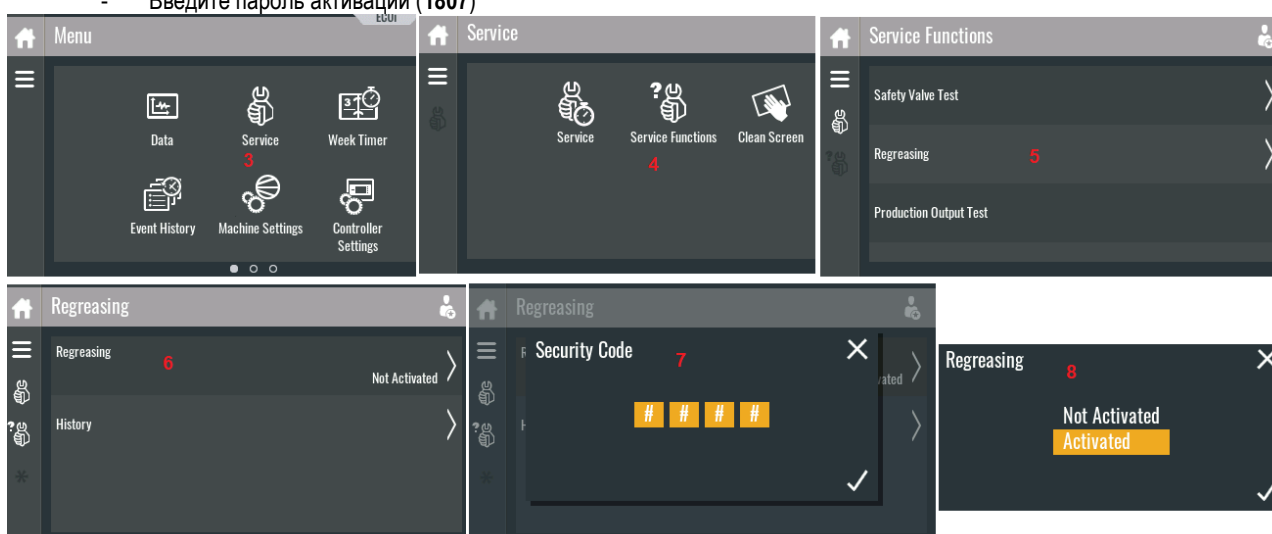 - Введите пароль активации (1807)
ECUI
Menu
Data
Service
Week Timer
3
Event History
Machine Settings
Controller Settings
Service
Service
Service Functions
Clean Screen
4
Service Functions
Safety Valve Test
Regreasing
5
Production Output Test
Regreasing
Regreasing
6
Not Activated
History
Regreasing
Security Code
7
R
vated
# # # #
H
Regreasing
8
Not Activated
Activated